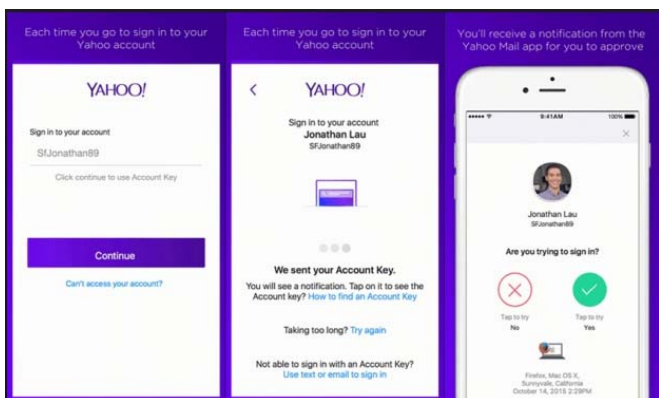 Each time you go to sign in to your
Yahoo account
YAHOO!
Sign in to your account
SfJonathan89
Click continue to use Account Key
Continue
Can't access your account?
Each time you go to sign in to your
Yahoo account
YAHOO!
Sign in to your account
Jonathan Lau
SFJonathan89
We sent your Account Key.
You will see a notification. Tap on it to see the
Account key? How to find an Account Key
Taking too long? Try again
Not able to sign in with an Account Key?
Use text or email to sign in
You'll receive a notification from the
Yahoo Mail app for you to approve
9:41AM
100%
Jonathan Lau
SFJonathan89
Are you trying to sign in?
Tap to try
No
Tap to try
Yes
Firefox, Mac OS X,
Sunnyvale, California
October 14, 2015 2:29PM